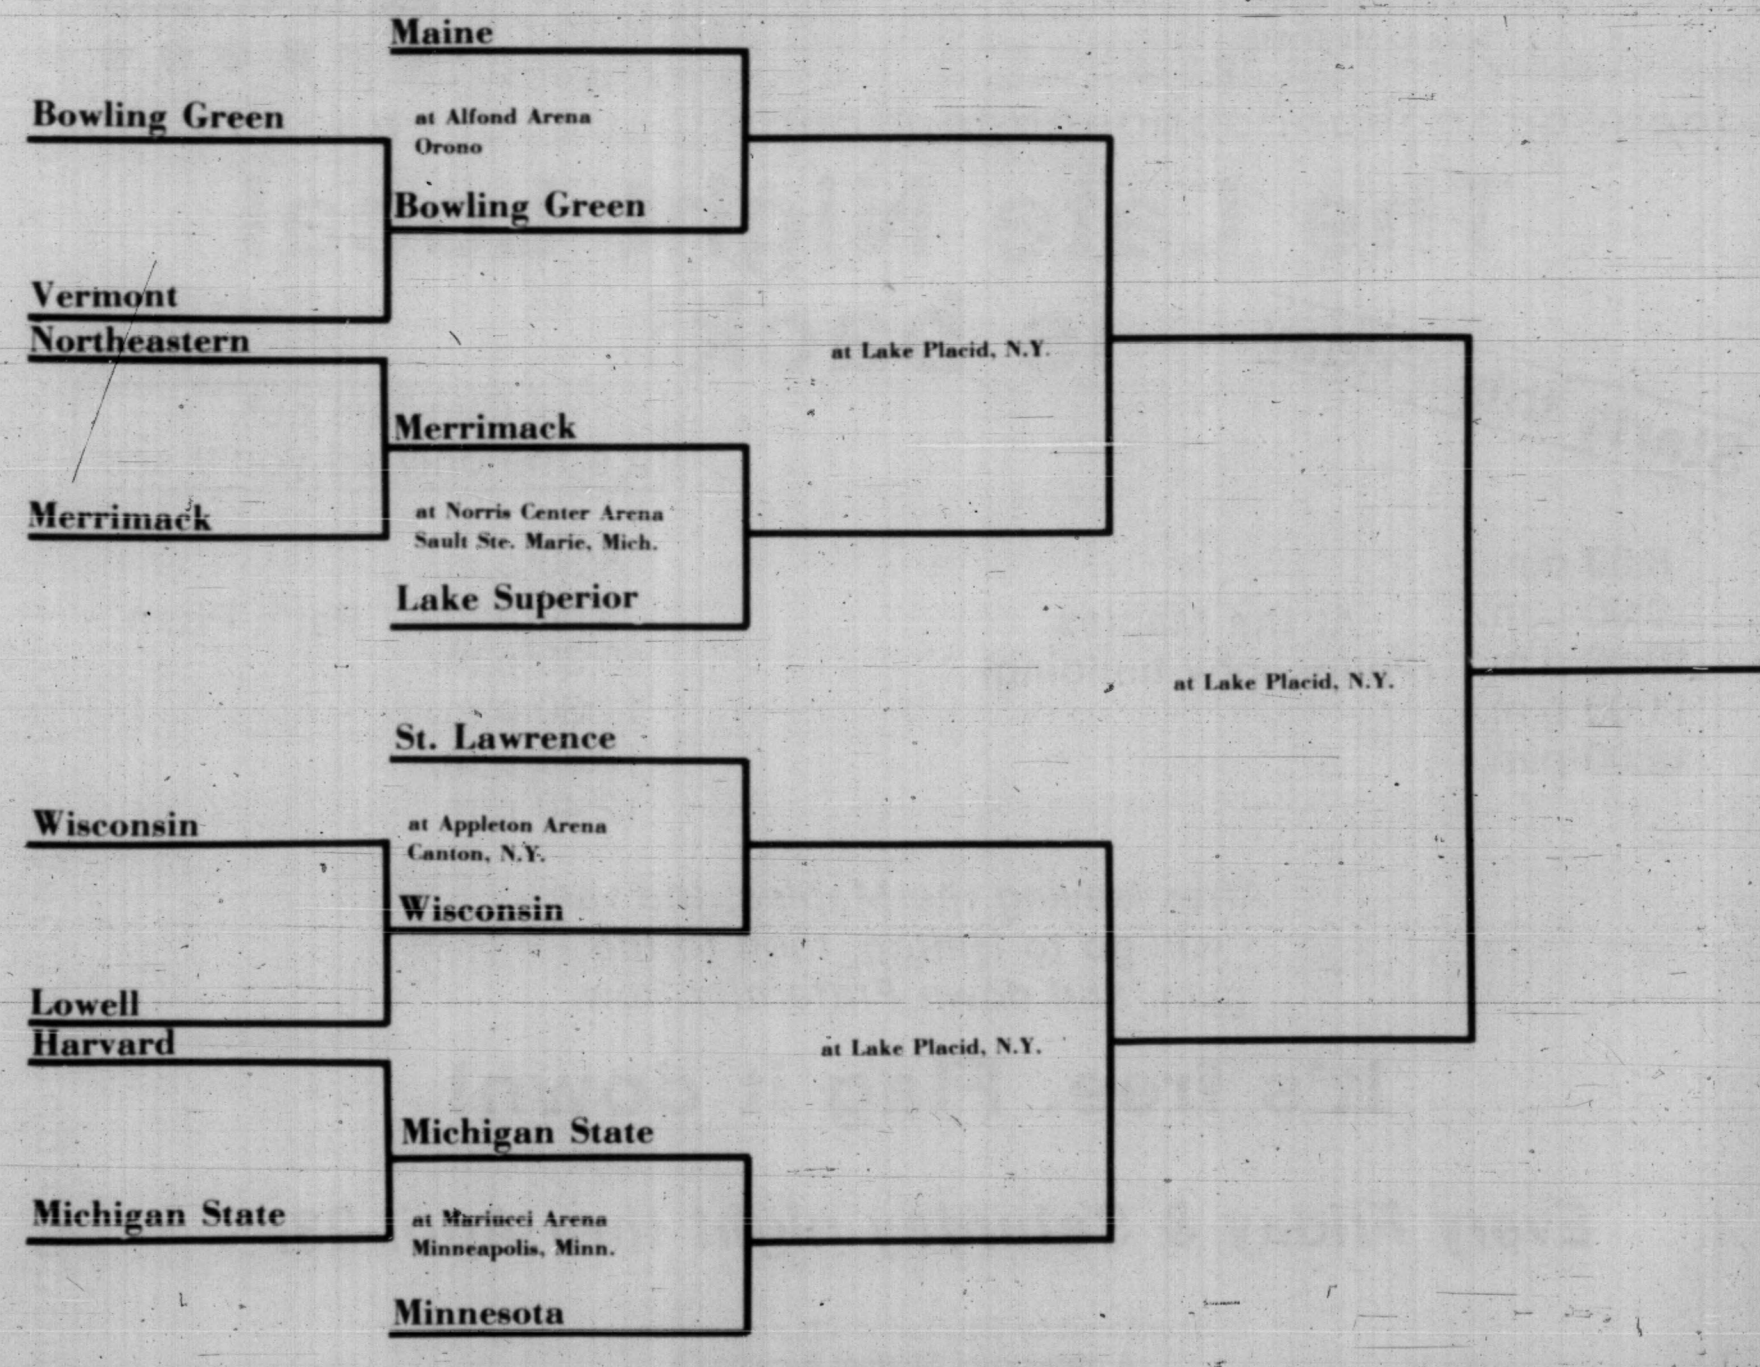 Maine
Bowling Green
at Alfond Arena
Orono
Bowling Green
Vermont
Northeastern
at Lake Placid, N.Y.
Merrimack
Merrimack
at Norris Center Arena
Sault Ste. Marie, Mich.
Lake Superior
at Lake Placid, N.Y.
St. Lawrence
Wisconsin
at Appleton Arena
Canton, N.Y.
Wisconsin
Lowell
Harvard
at Lake Placid, N.Y.
Michigan State
Michigan State
at Mariucci Arena
Minneapolis, Minn.
Minnesota